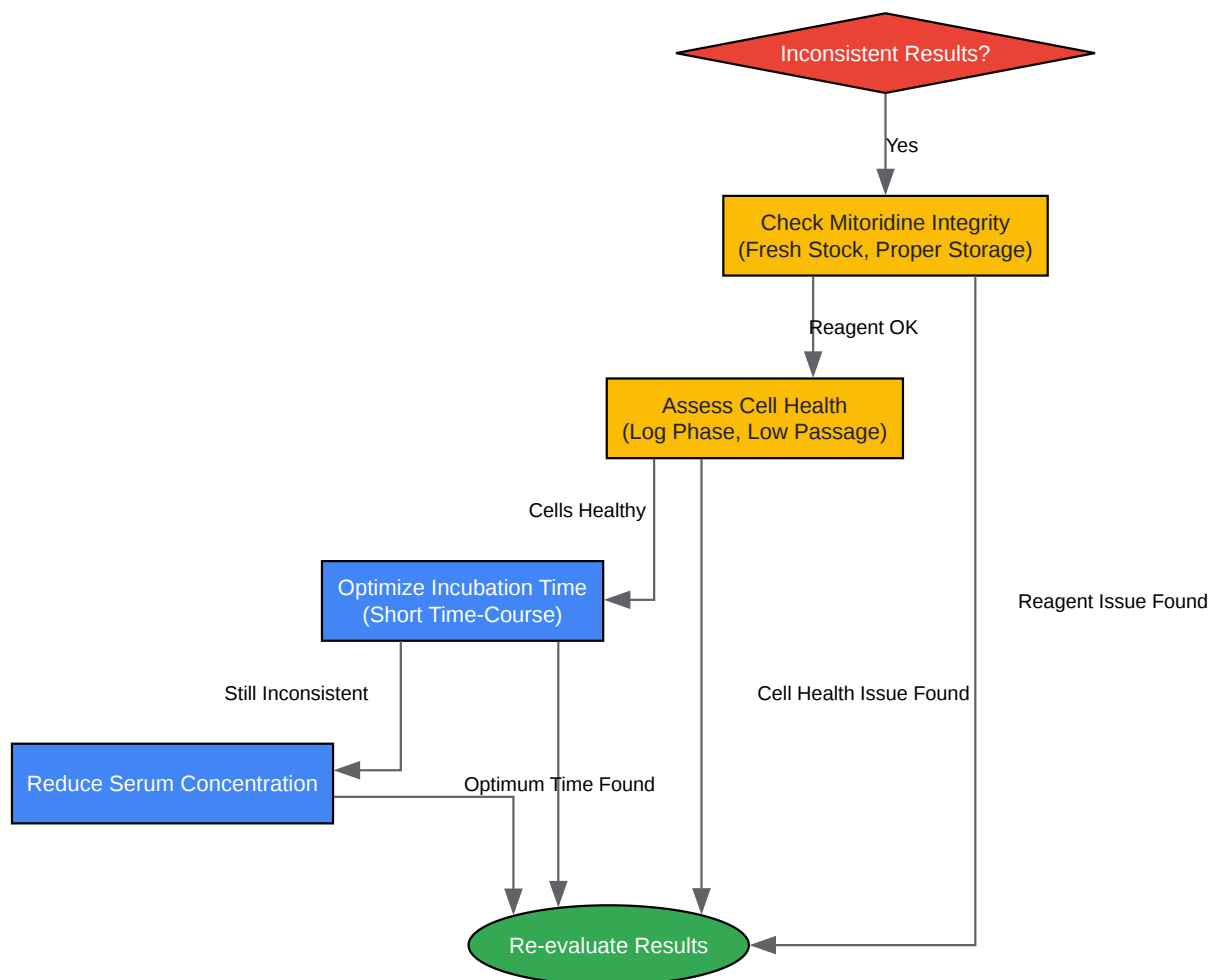 Inconsistent Results?
Yes
Check Mitoridine Integrity
(Fresh Stock, Proper Storage)
Reagent OK
Assess Cell Health
(Log Phase, Low Passage)
Cells Healthy
Optimize Incubation Time
(Short Time-Course)
Reagent Issue Found
Still Inconsistent
Cell Health Issue Found
Reduce Serum Concentration
Optimum Time Found
Re-evaluate Results